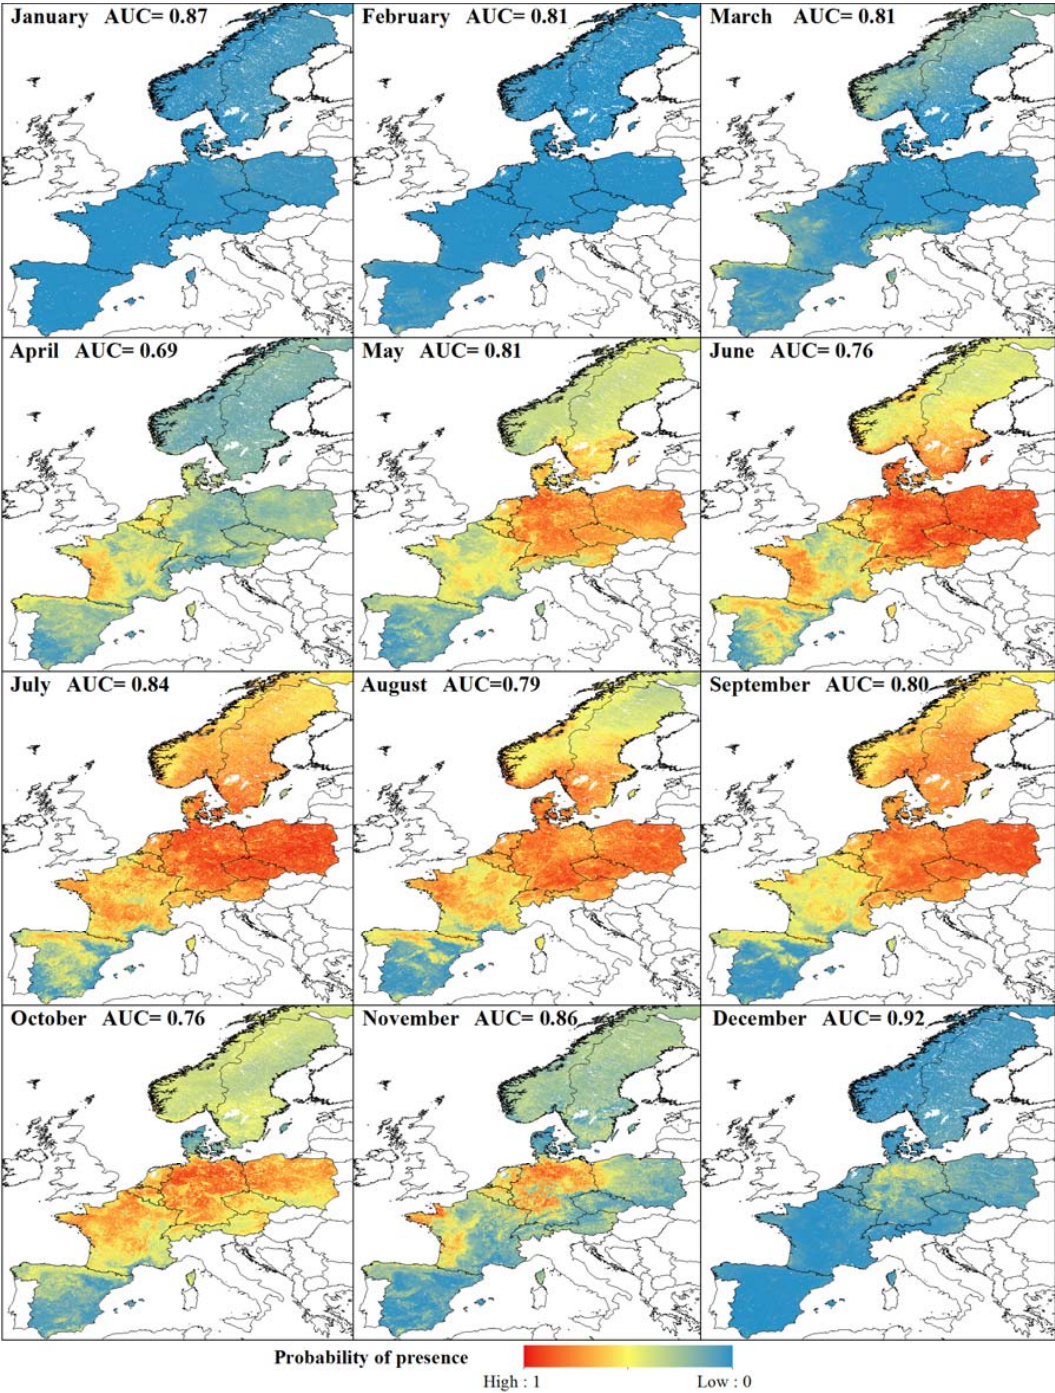 January AUC= 0.87
February AUC= 0.81
March AUC= 0.81
April AUC= 0.69
May AUC= 0.81
June AUC= 0.76
July AUC= 0.84
August AUC=0.79
September AUC= 0.80
October AUC= 0.76
November AUC= 0.86
December AUC= 0.92
Probability of presence
High : 1
Low : 0